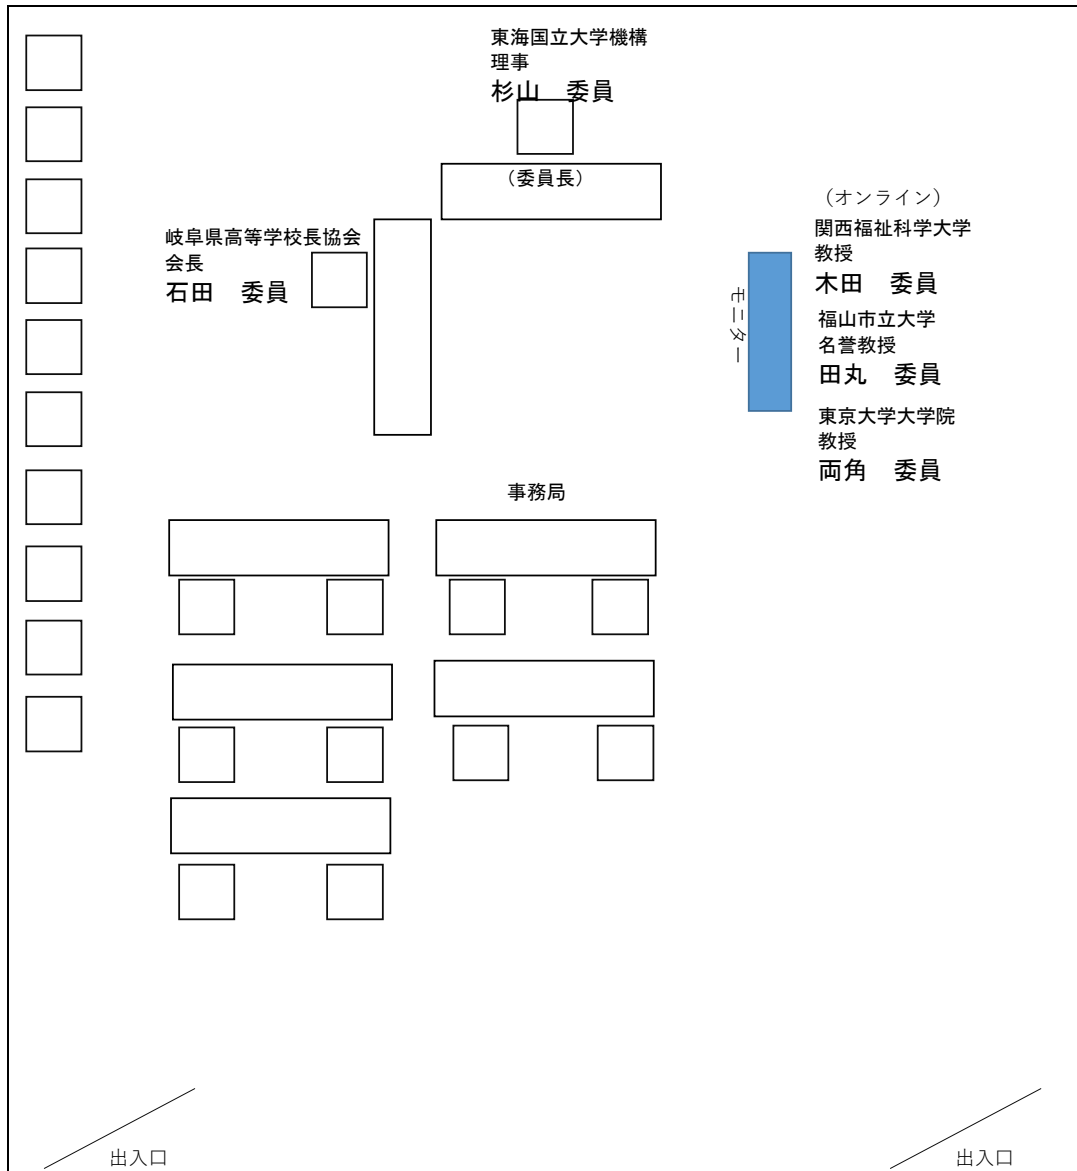 東海国立大学機構
理事
杉山　委員
（委員長）
岐阜県高等学校長協会
会長
石田　委員
モニター
（オンライン）
関西福祉科学大学
教授
木田　委員
福山市立大学
名誉教授
田丸　委員
東京大学大学院
教授
両角　委員
事務局
出入口
出入口